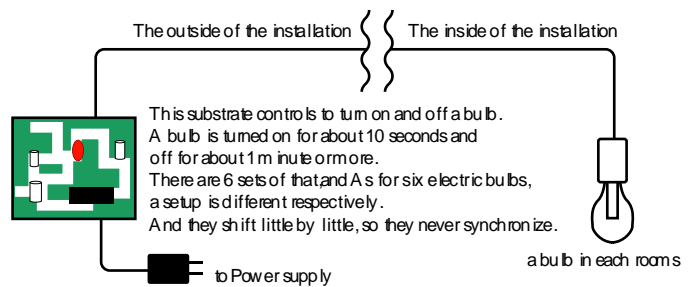 The outside of the installation
The inside of the installation
This substrate controls to turn on and off a bulb.
A bulb is turned on for about 10 seconds and
off for about 1 minute or more.
There are 6 sets of that,and As for six electric bulbs,
a setup is different respectively.
And they shift little by little, so they never synchronize.
a bulb in each rooms
to Power supply